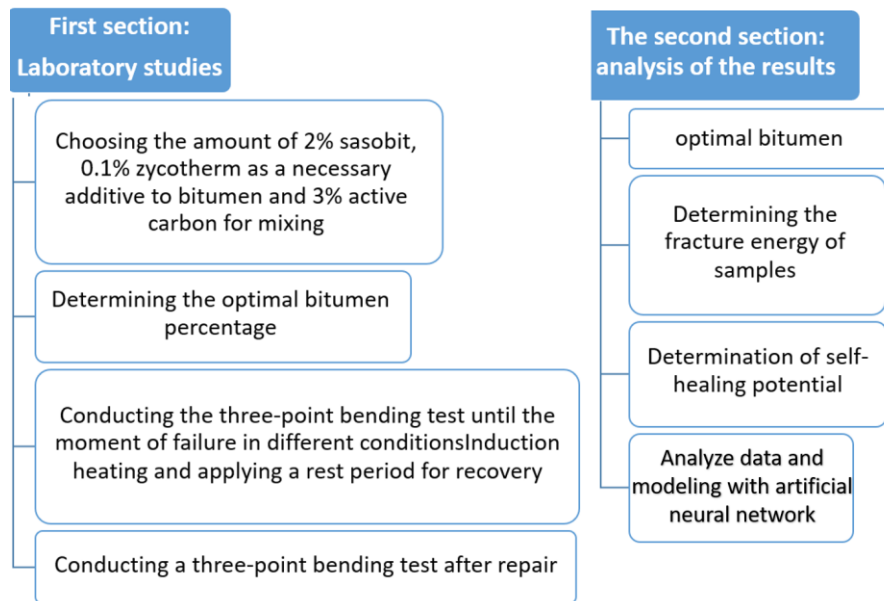 First section:
Laboratory studies
Choosing the amount of 2% sasobit,
0.1% zycotherm as a necessary
additive to bitumen and 3% active
carbon for mixing
Determining the optimal bitumen
percentage
Conducting the three-point bending test until the
moment of failure in different conditionsInduction
heating and applying a rest period for recovery
Conducting a three-point bending test after repair
The second section:
analysis of the results
optimal bitumen
Determining the
fracture energy of
samples
Determination of self-
healing potential
Analyze data and
modeling with artificial
neural network